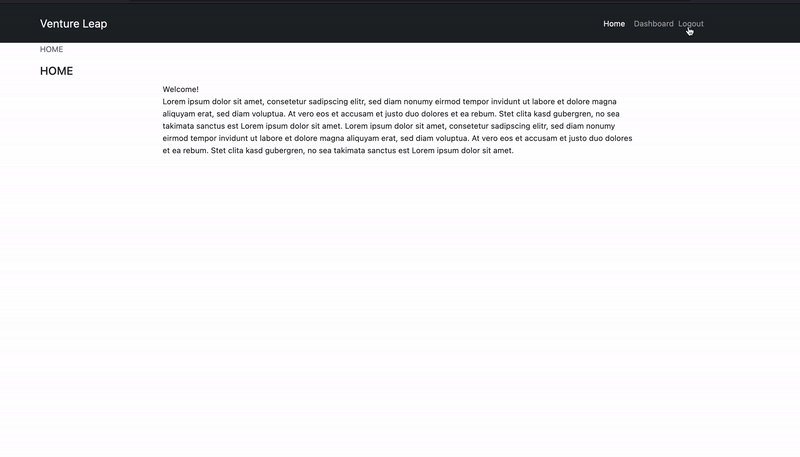 Venture Leap Home Dashboard Logout
HOME
HOME
Welcome!
Lorem ipsum dolor sit amet, consetetur sadipscing elitr, sed diam nonumy eirmod tempor invidunt ut labore et dolore magna
aliquyam erat, sed diam voluptua. At vero eos et accusam et justo duo dolores et ea rebum. Stet clita kasd gubergren, no sea
takimata sanctus est Lorem ipsum dolor sit amet. Lorem ipsum dolor sit amet, consetetur sadipscing elitr, sed diam nonumy
eirmod tempor invidunt ut labore et dolore magna aliquyam erat, sed diam voluptua. At vero eos et accusam et justo duo dolores
et ea rebum. Stet clita kasd gubergren, no sea takimata sanctus est Lorem ipsum dolor sit amet.